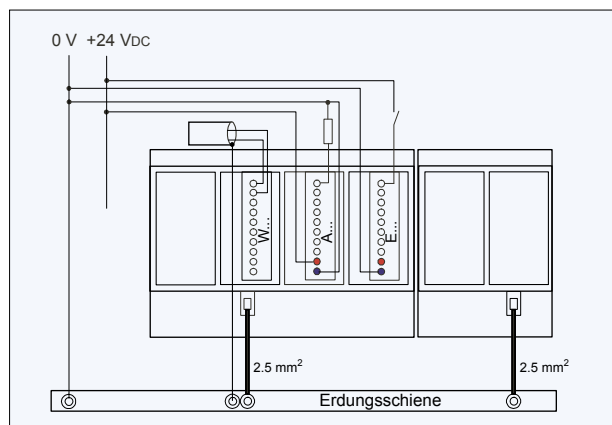 0 V +24 VDC
W...
A...
E...
2.5 mm²
2.5 mm²
Erdungsschiene